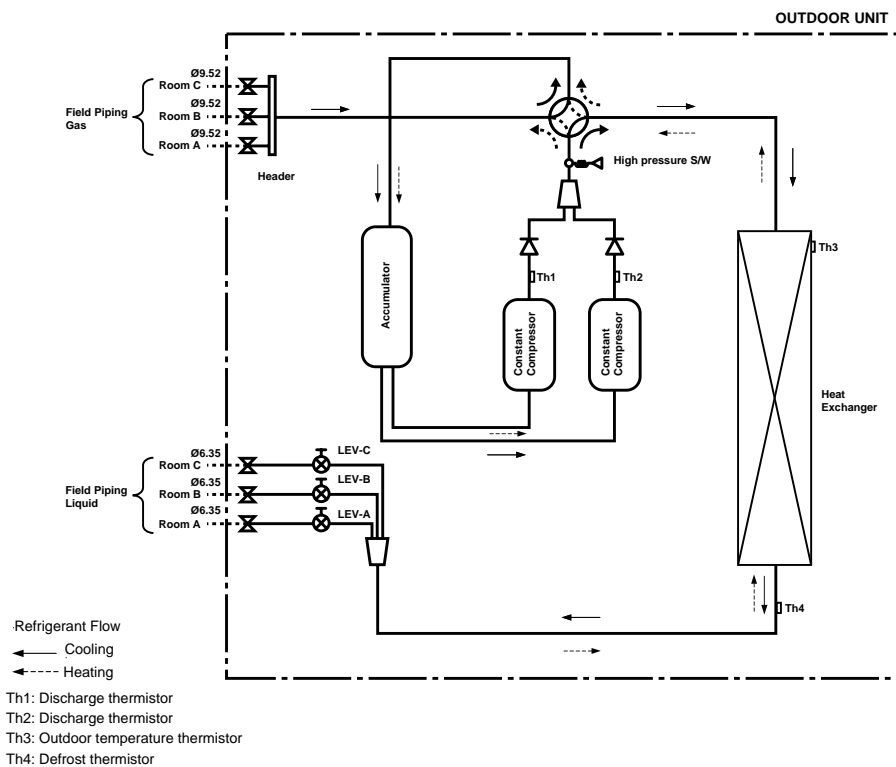 OUTDOOR UNIT
Field Piping
Gas
Ø9.52
Room C
Ø9.52
Room B
Ø9.52
Room A
Header
High pressure S/W
Accumulator
Th1
Th2
Constant
Compressor
Constant
Compressor
Th3
Heat
Exchanger
Field Piping
Liquid
Ø6.35
Room C
Ø6.35
Room B
Ø6.35
Room A
LEV-C
LEV-B
LEV-A
Th4
Refrigerant Flow
Cooling
Heating
Th1: Discharge thermistor
Th2: Discharge thermistor
Th3: Outdoor temperature thermistor
Th4: Defrost thermistor